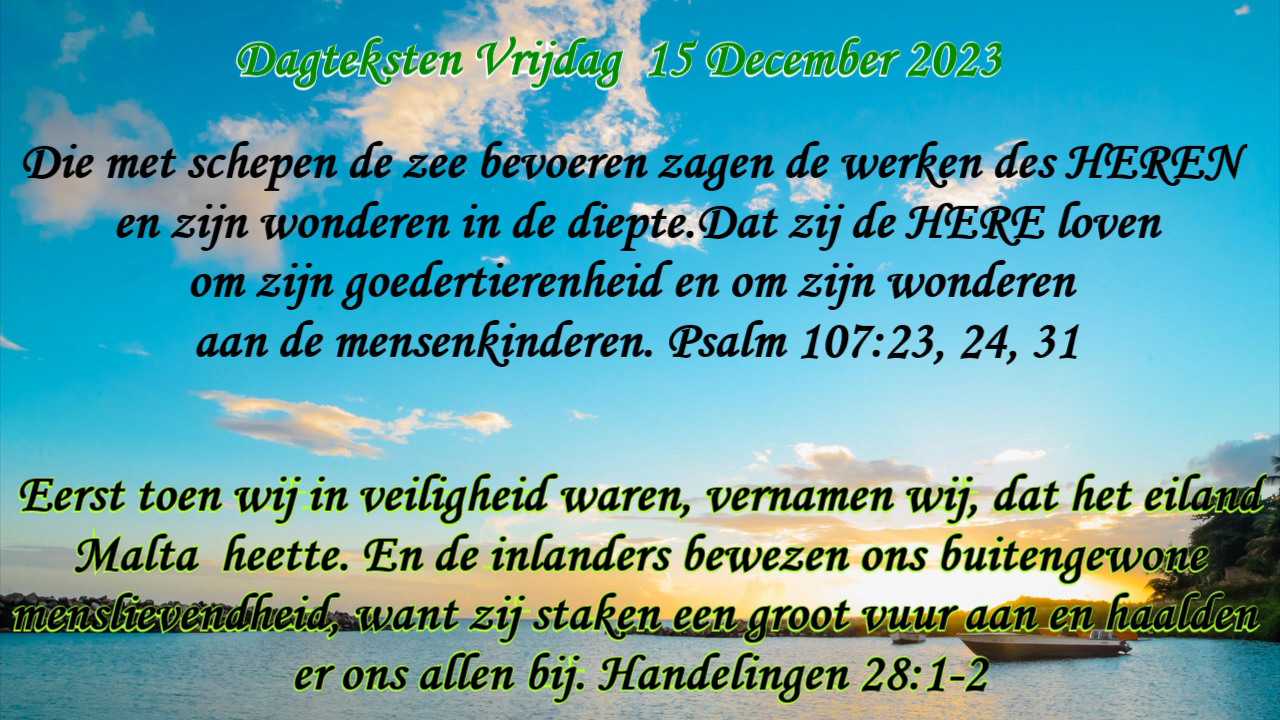 Dagteksten Vrijdag 15 December 2023
Die met schepen de zee bevoeren zagen de werken des HEREN
en zijn wonderen in de diepte.Dat zij de HERE loven
om zijn goedertierenheid en om zijn wonderen
aan de mensenkinderen. Psalm 107:23, 24, 31
Eerst toen wij in veiligheid waren, vernamen wij, dat het eiland
Malta heette. En de inlanders bewezen ons buitengewone
menslievendheid, want zij staken een groot vuur aan en haalden
er ons allen bij. Handelingen 28:1-2